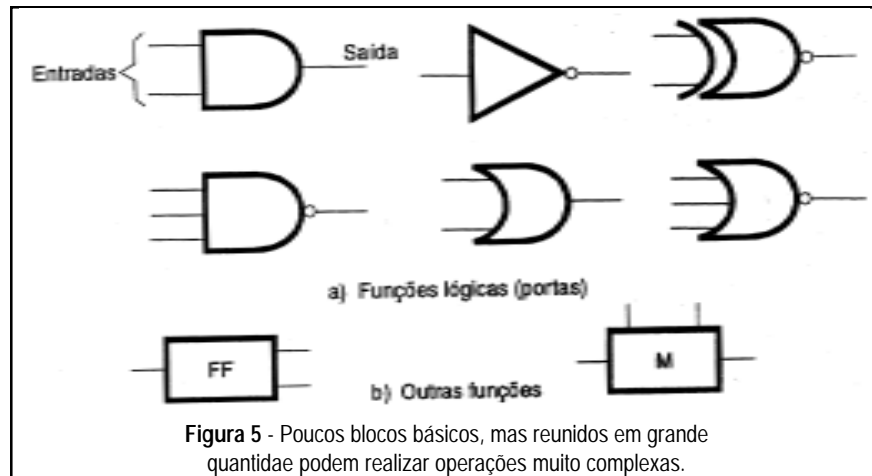 Entradas
Saída
a) Funções lógicas (portas)
FF
M
b) Outras funções
Figura 5 - Poucos blocos básicos, mas reunidos em grande
quantidae podem realizar operações muito complexas.